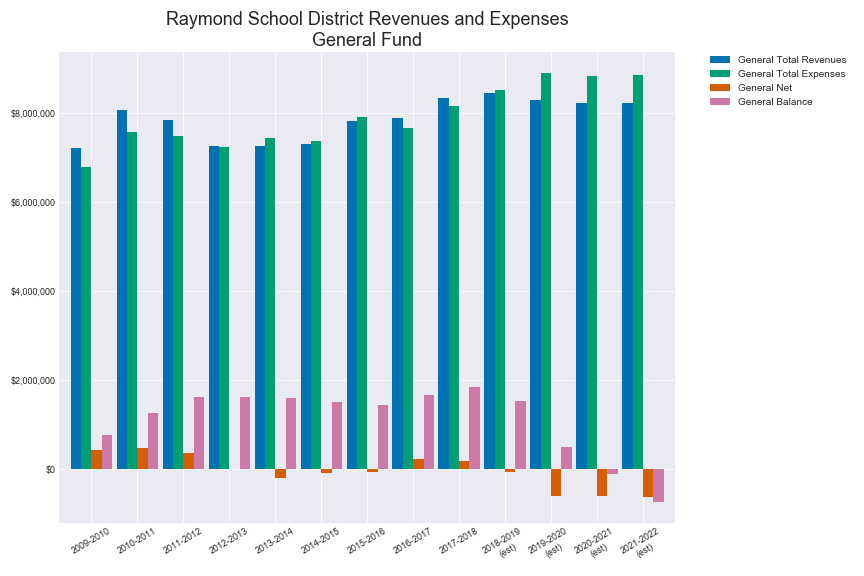 Raymond School District Revenues and Expenses
General Fund
General Total Revenues
General Total Expenses
General Net
General Balance
$8,000,000
$6,000,000
$4,000,000
$2,000,000
$0
2009-2010
2010-2011
2011-2012
2012-2013
2013-2014
2014-2015
2015-2016
2016-2017
2017-2018
2018-2019
(est)
2019-2020
(est)
2020-2021
(est)
2021-2022
(est)